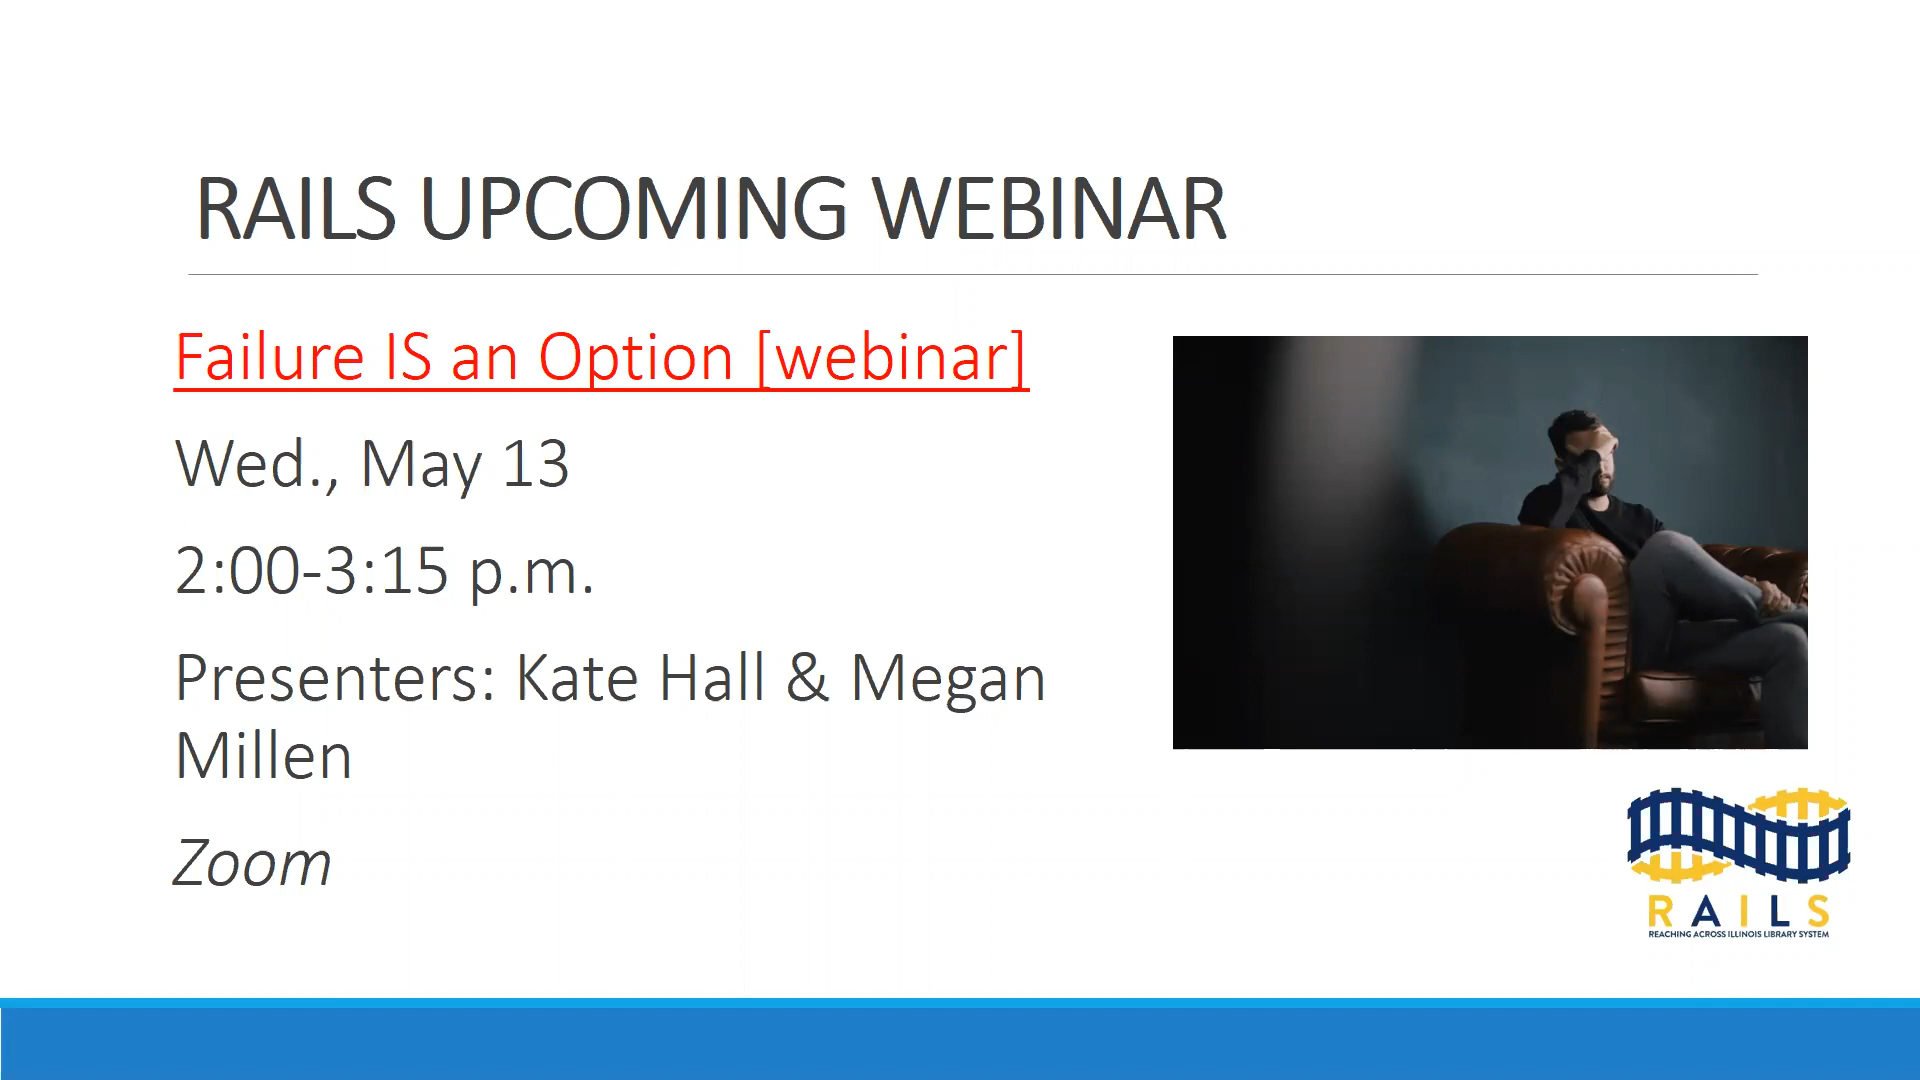 RAILS UPCOMING WEBINAR
Failure IS an Option [webinar]
Wed., May 13
2:00-3:15 p.m.
Presenters: Kate Hall & Megan
Millen
Zoom
RAILS
REACHING ACROSS ILLINOIS LIBRARY SYSTEM